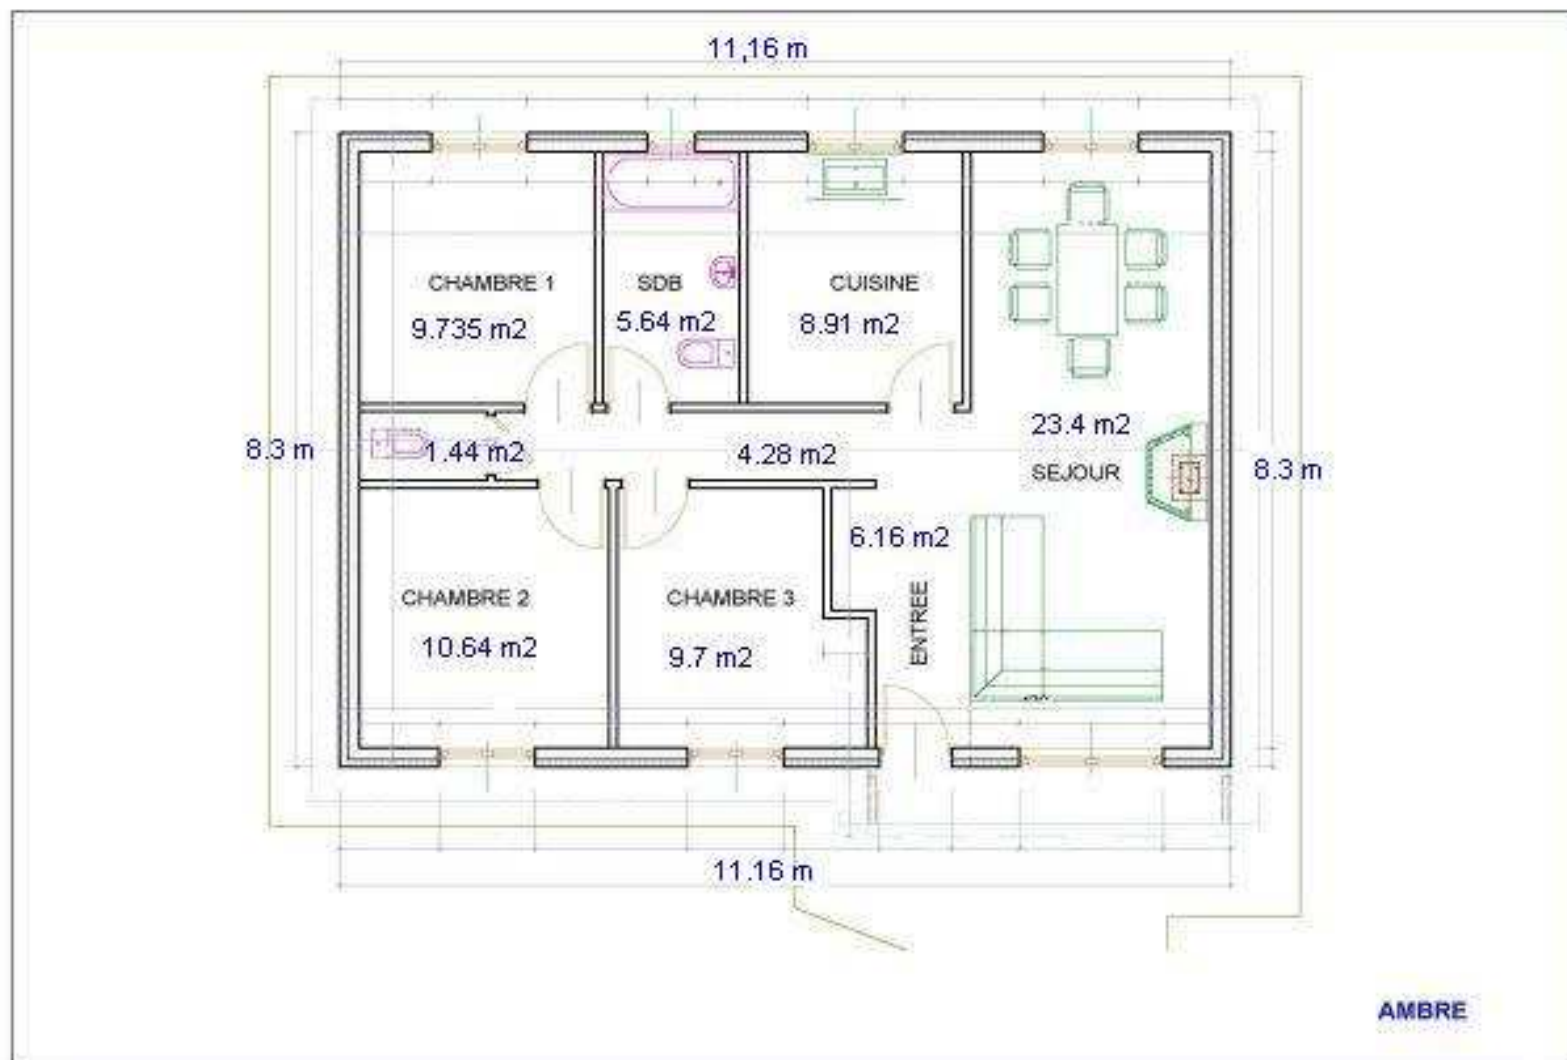 11,16 m
CHAMBRE 1
9.735 m2
SDB
5.64 m2
CUISINE
8.91 m2
23.4 m2
SEJOUR
8.3 m
1.44 m2
4.28 m2
8.3 m
6.16 m2
ENTREE
CHAMBRE 2
10.64 m2
CHAMBRE 3
9.7 m2
11.16 m
AMBRE